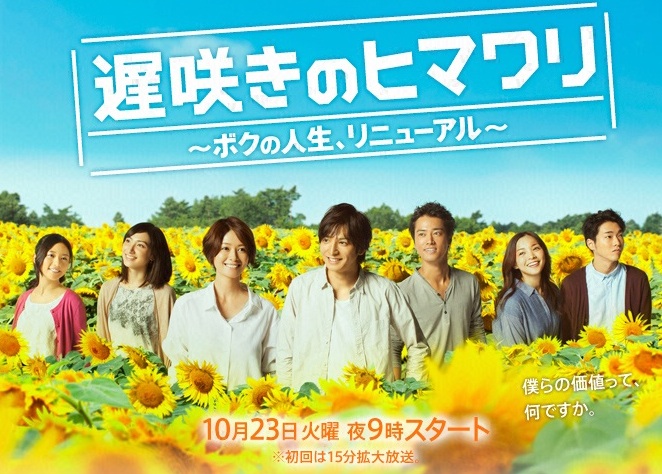 遅咲きのヒマワリ
～ボクの人生、リニューアル～
僕らの価値って、
何ですか。
10月23日火曜 夜9時スタート
※初回は15分拡大放送